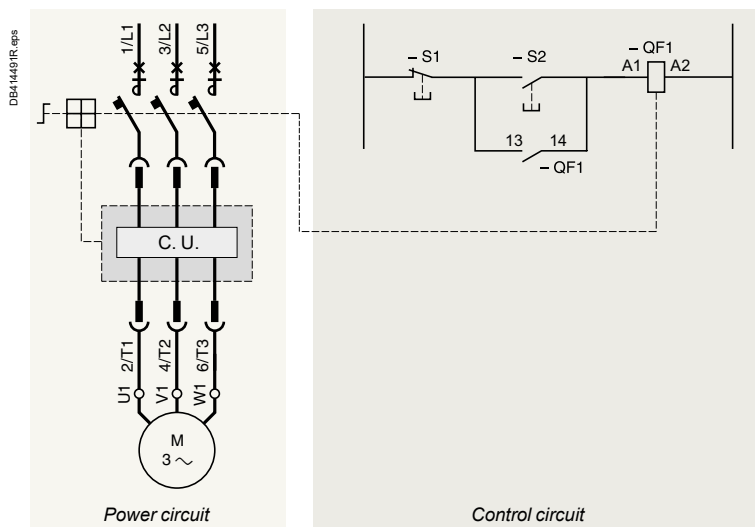 DB414491R.eps
1/L1
3/L2
5/L3
C. U.
2/T1
4/T2
6/T3
U1
V1
W1
M
3 ~
Power circuit
– S1
– S2
– QF1
A1
A2
13
14
– QF1
Control circuit